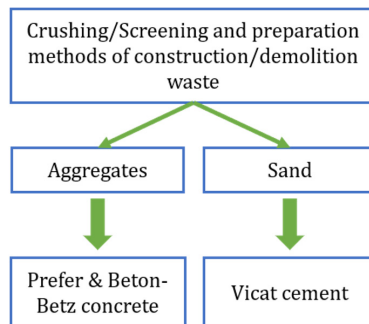 Crushing/Screening and preparation
methods of construction/demolition
waste
Aggregates
Sand
Prefer & Beton-
Betz concrete
Vicat cement